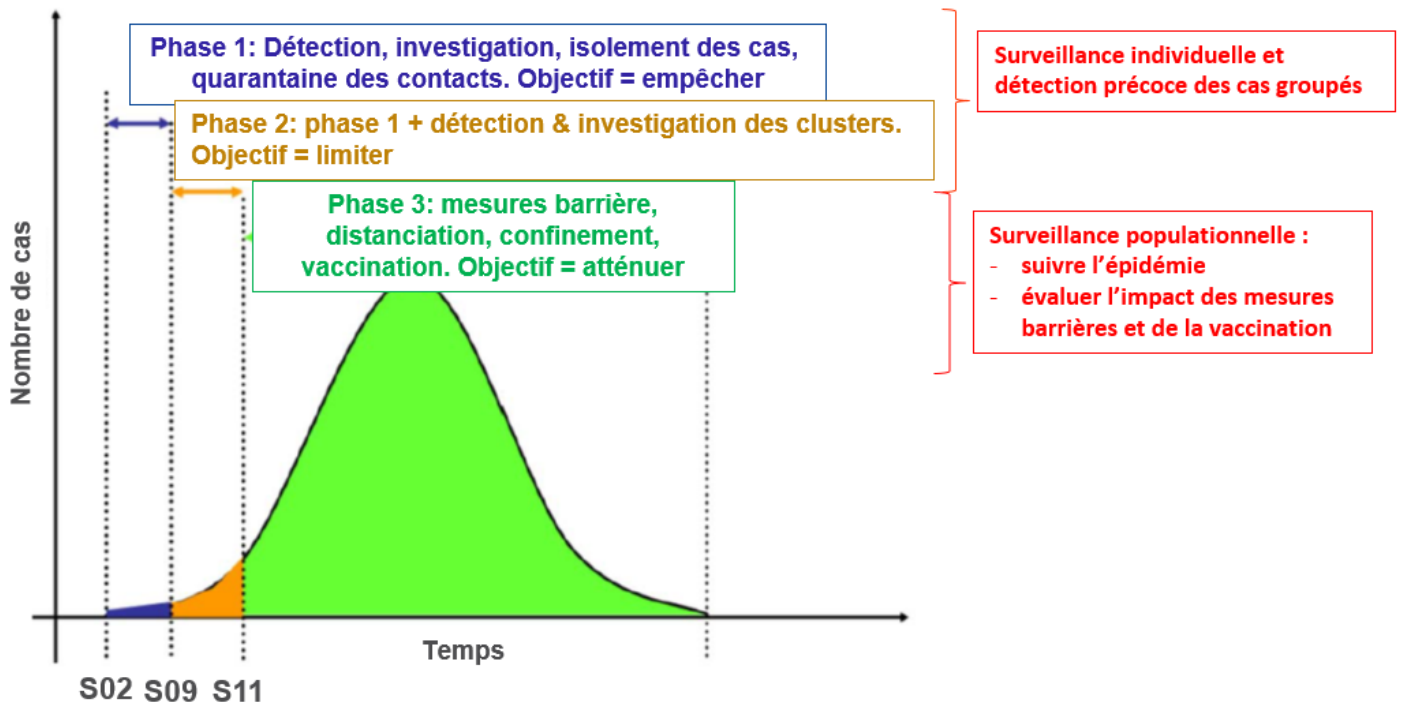 Phase 1: Détection, investigation, isolement des cas,
quarantaine des contacts. Objectif = empêcher
Phase 2: phase 1 + détection & investigation des clusters.
Objectif = limiter
Phase 3: mesures barrière,
distanciation, confinement,
vaccination. Objectif = atténuer
Surveillance individuelle et
détection précoce des cas groupés
Surveillance populationnelle :
- suivre l’épidémie
- évaluer l’impact des mesures
barrières et de la vaccination
Nombre de cas
Temps
S02 S09 S11